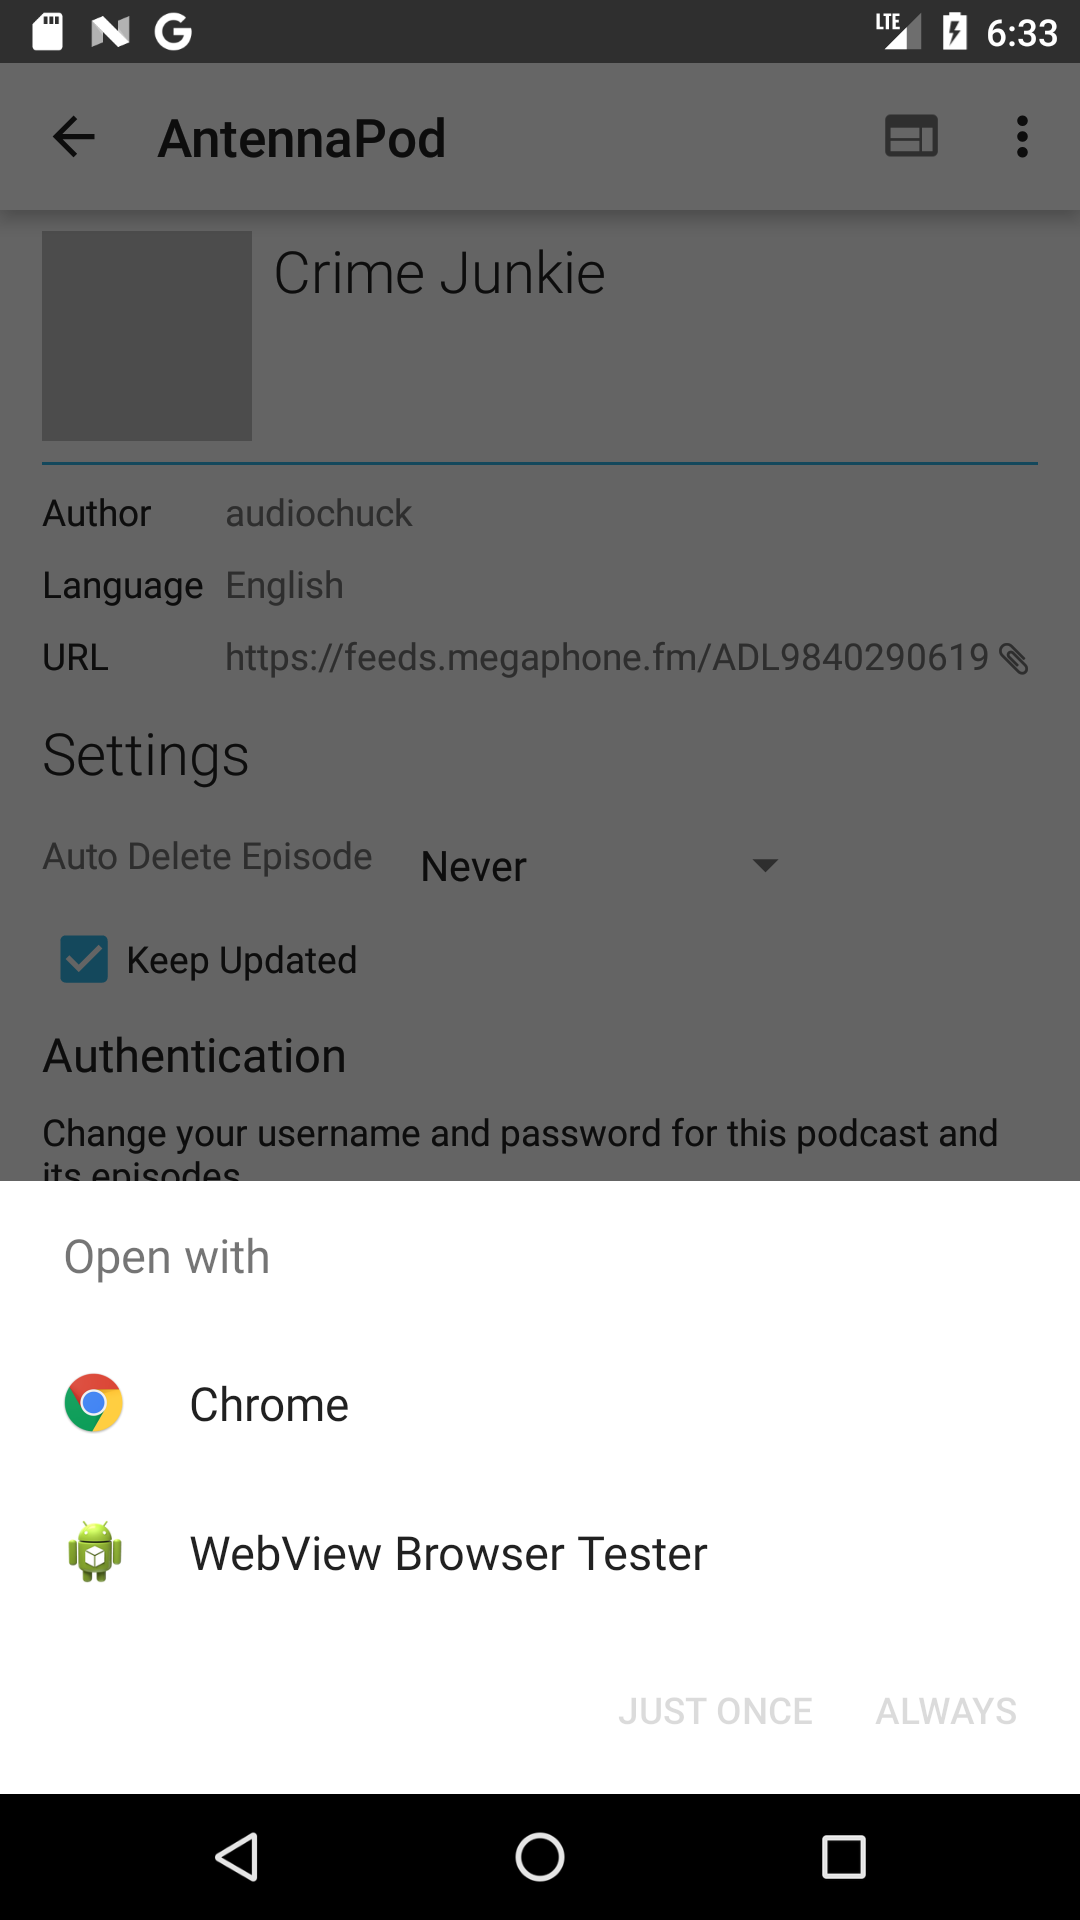 LTE 6:33
AntennaPod
Crime Junkie
Author audiochuck
Language English
URL https://feeds.megaphone.fm/ADL9840290619
Settings
Auto Delete Episode Never
Keep Updated
Authentication
Change your username and password for this podcast and
its episodes
Open with
Chrome
WebView Browser Tester
JUST ONCE ALWAYS